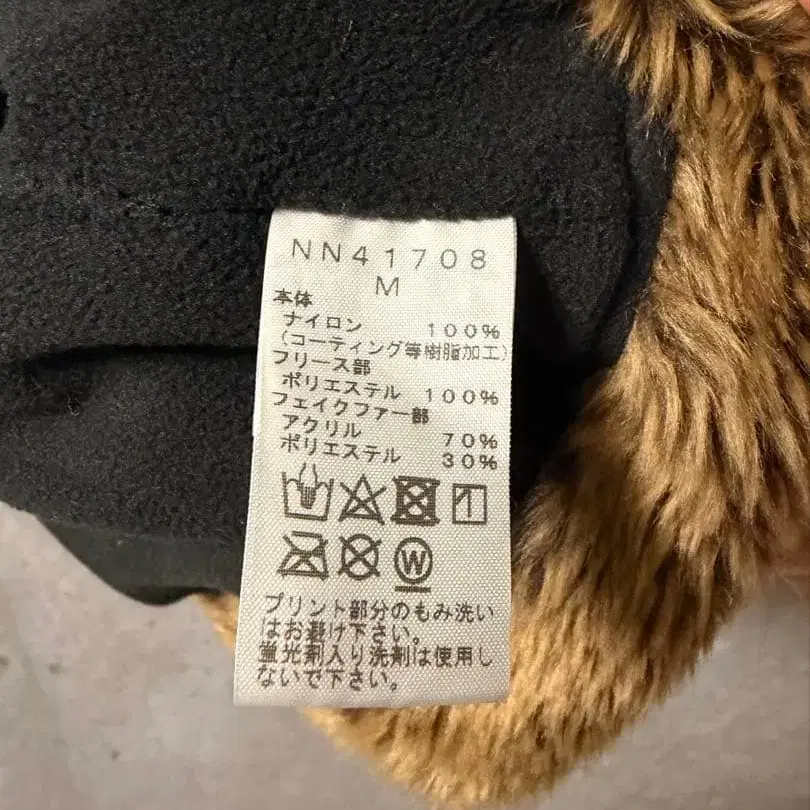 NN41708
M
本体
ナイロン 100%
(コーティング等樹脂加工)
フリース部
ポリエステル 100%
フェイクファー部
アクリル 70%
ポリエステル 30%
W
プリント部分のもみ洗い
はお避け下さい。
蛍光剤入り洗剤は使用し
ないで下さい。